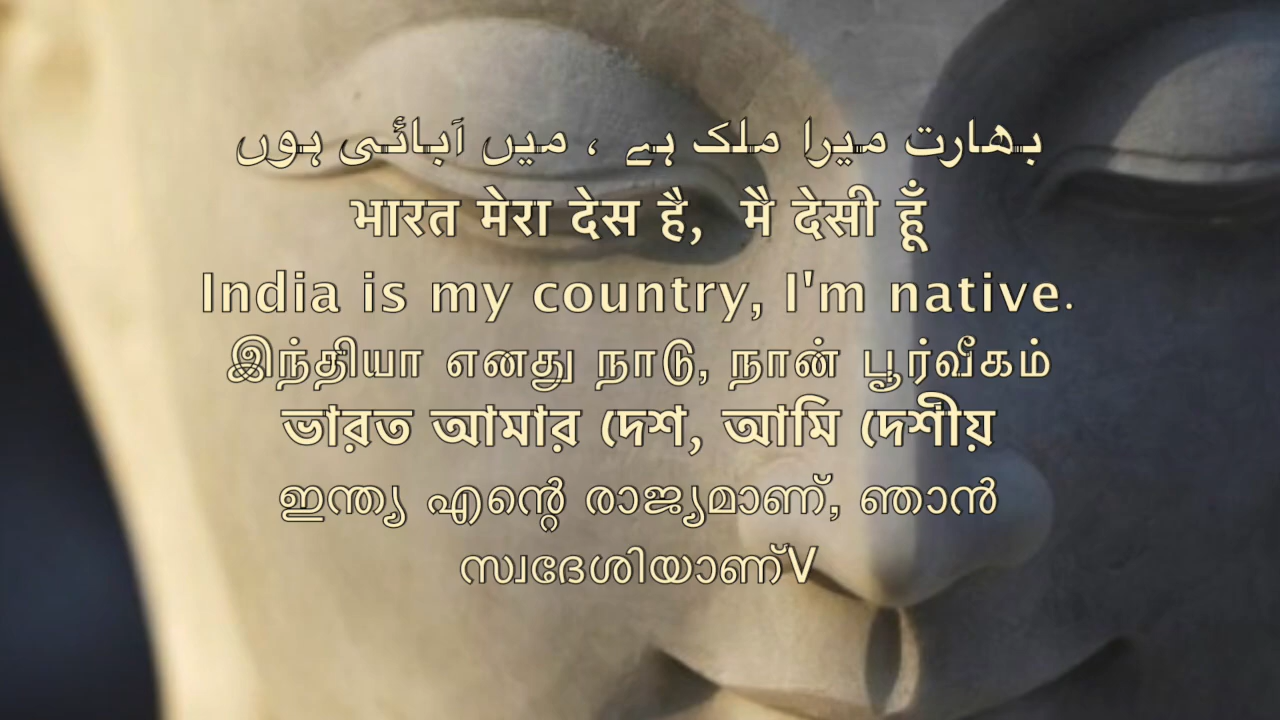 بھارت میرا ملک ہے ، میں آبائی ہوں
भारत मेरा देस है, मै देसी हूँ
India is my country, I'm native.
இந்தியா எனது நாடு, நான் பூர்வீகம்
ভারত আমার দেশ, আমি দেশীয়
ഇന്ത്യ എന്റെ രാജ്യമാണ്, ഞാൻ
സ്വദേശിയാണ്V